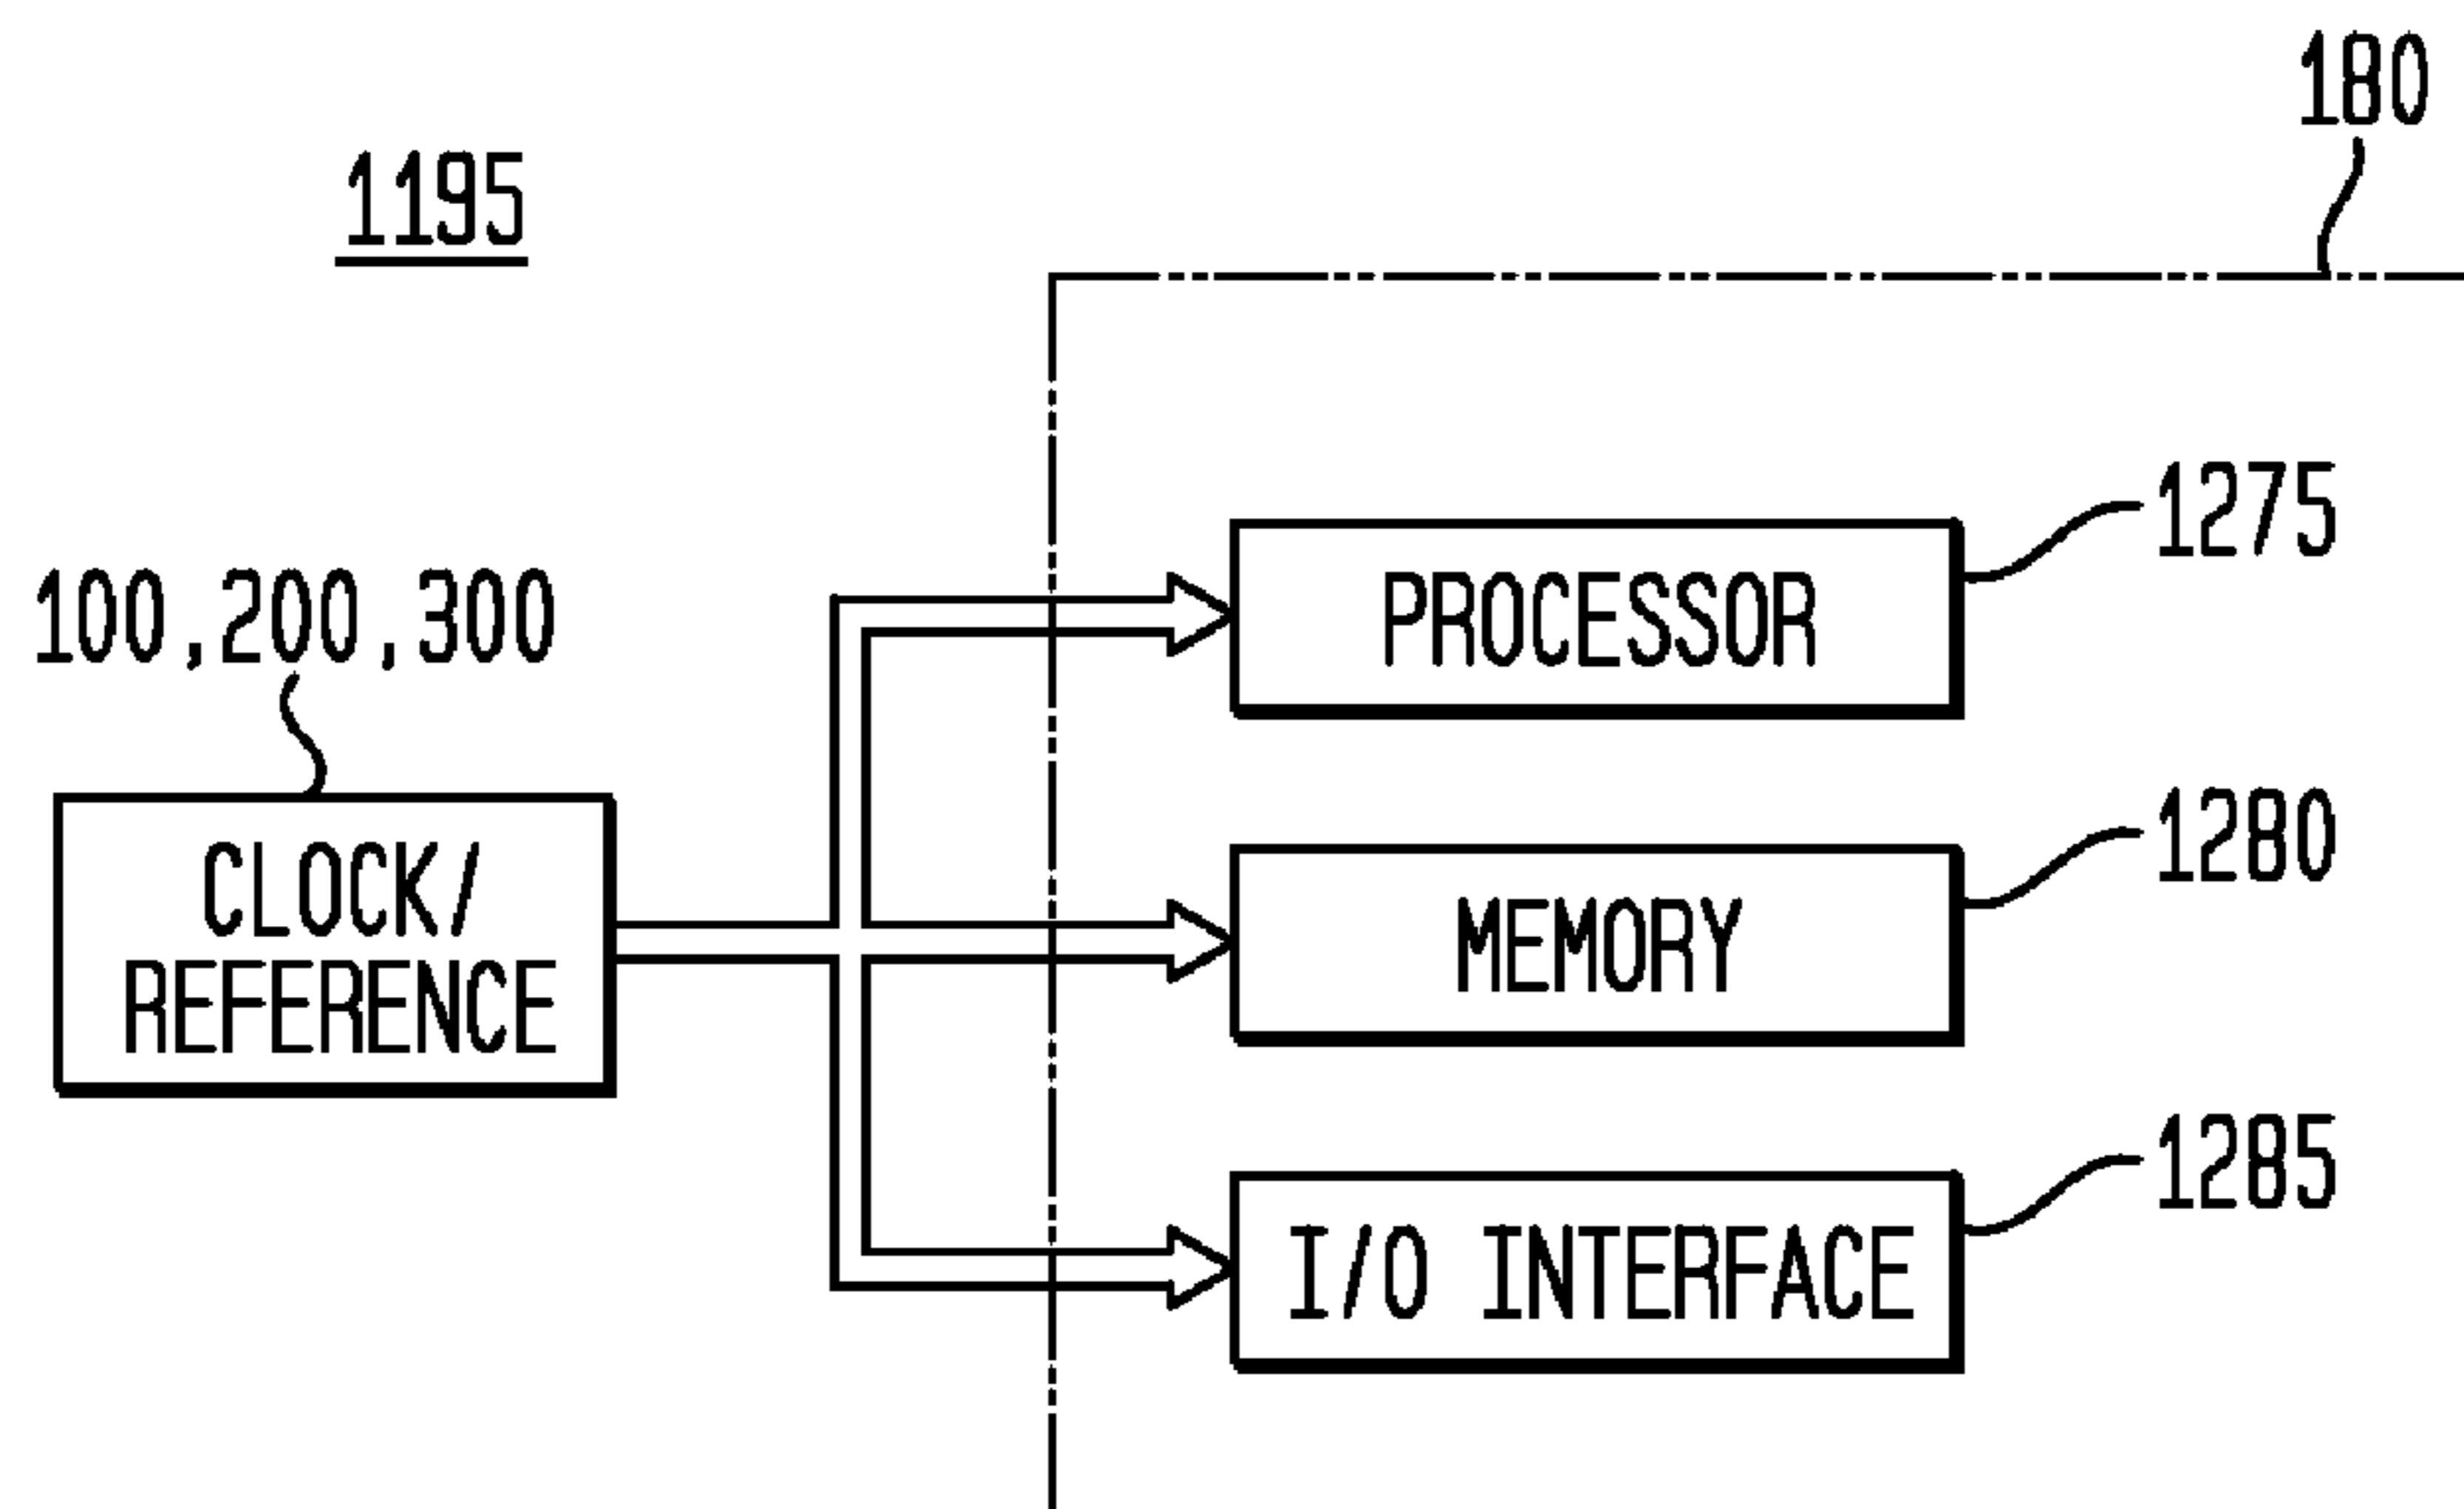 180
1195
1275
100,200,300
PROCESSOR
1280
CLOCK/
REFERENCE
MEMORY
1285
I/O INTERFACE